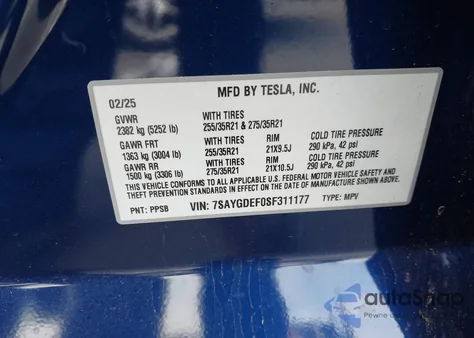 MFD BY TESLA, INC.
02/25
GVWR WITH TIRES
2382 kg (5252 lb) 255/35R21 & 275/35R21
GAWR FRT WITH TIRES RIM COLD TIRE PRESSURE
1363 kg (3004 lb) 255/35R21 21X9.5J 290 kPa, 42 psi
GAWR RR WITH TIRES RIM COLD TIRE PRESSURE
1500 kg (3306 lb) 275/35R21 21X10.5J 290 kPa, 42 psi
THIS VEHICLE CONFORMS TO ALL APPLICABLE FEDERAL MOTOR VEHICLE SAFETY AND
THEFT PREVENTION STANDARDS IN EFFECT ON THE DATE OF MANUFACTURE SHOWN ABOVE.
PNT: PPSB VIN: 7SAYGDEF0SF311177 TYPE: MPV
autaSnap
Pewne auta